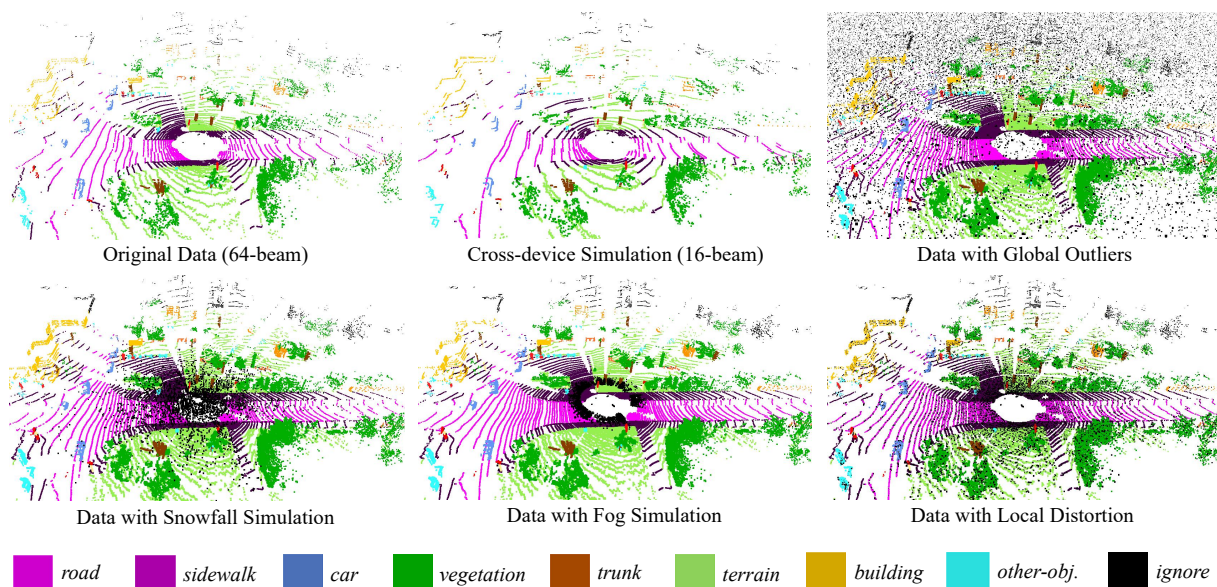 Original Data (64-beam)
Cross-device Simulation (16-beam)
Data with Global Outliers
Data with Snowfall Simulation
Data with Fog Simulation
Data with Local Distortion
road sidewalk car vegetation trunk terrain building other-obj. ignore